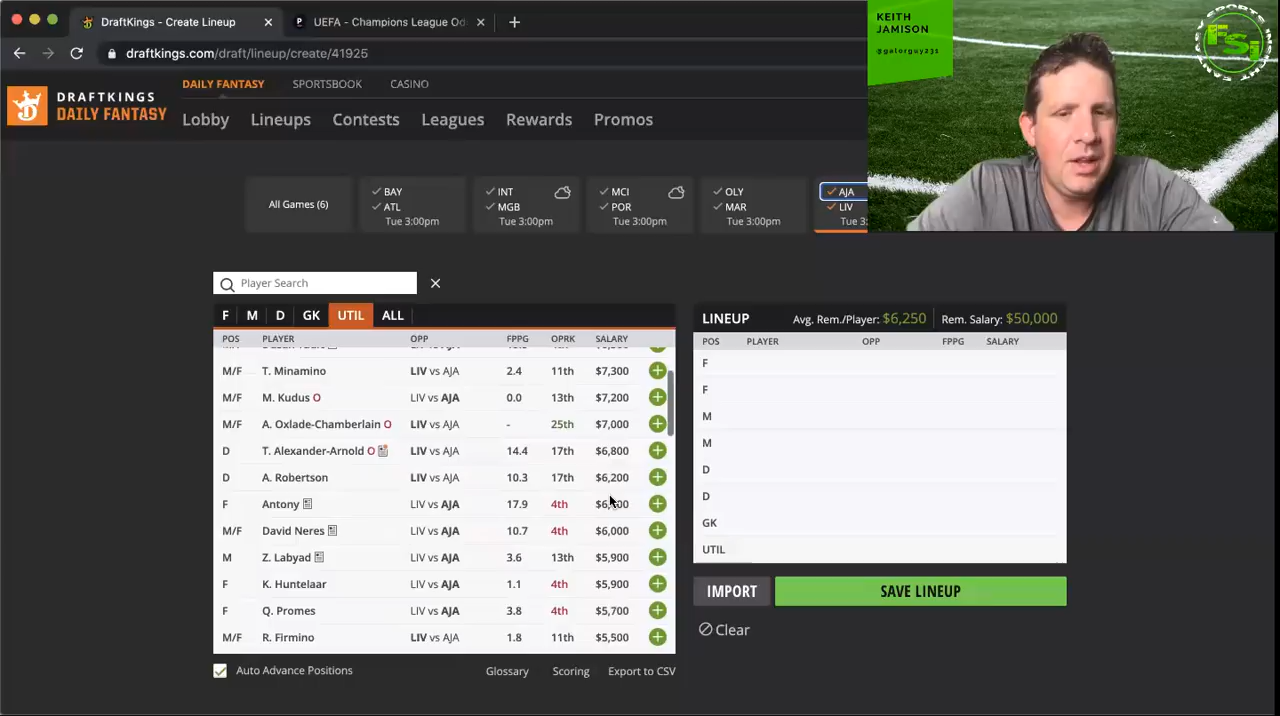 DraftKings - Create Lineup
UEFA - Champions League Od
draftkings.com/draft/lineup/create/41925
KEITH
JAMISON
@galorguy231
SPORTS INJ
FSI
DRAFTKINGS
DAILY FANTASY
DAILY FANTASY SPORTSBOOK CASINO
Lobby Lineups Contests Leagues Rewards Promos
All Games (6)
BAY
ATL
Tue 3:00pm
INT
MGB
Tue 3:00pm
MCI
POR
Tue 3:00pm
OLY
MAR
Tue 3:00pm
AJA
LIV
Tue 3:
Player Search
F M D GK UTIL ALL
POS PLAYER OPP FPPG OPRK SALARY
M/F T. Minamino LIV vs AJA 2.4 11th $7,300
M/F M. Kudus O LIV vs AJA 0.0 13th $7,200
M/F A. Oxlade-Chamberlain O LIV vs AJA - 25th $7,000
D T. Alexander-Arnold O LIV vs AJA 14.4 17th $6,800
D A. Robertson LIV vs AJA 10.3 17th $6,200
F Antony LIV vs AJA 17.9 4th
M/F David Neres LIV vs AJA 10.7 4th $6,000
M Z. Labyad LIV vs AJA 3.6 13th $5,900
F K. Huntelaar LIV vs AJA 1.1 4th $5,900
F Q. Promes LIV vs AJA 3.8 4th $5,700
M/F R. Firmino LIV vs AJA 1.8 11th $5,500
Auto Advance Positions Glossary Scoring Export to CSV
LINEUP Avg. Rem./Player: $6,250 Rem. Salary: $50,000
POS PLAYER OPP FPPG SALARY
F
F
M
M
D
D
GK
UTIL
IMPORT SAVE LINEUP
Clear